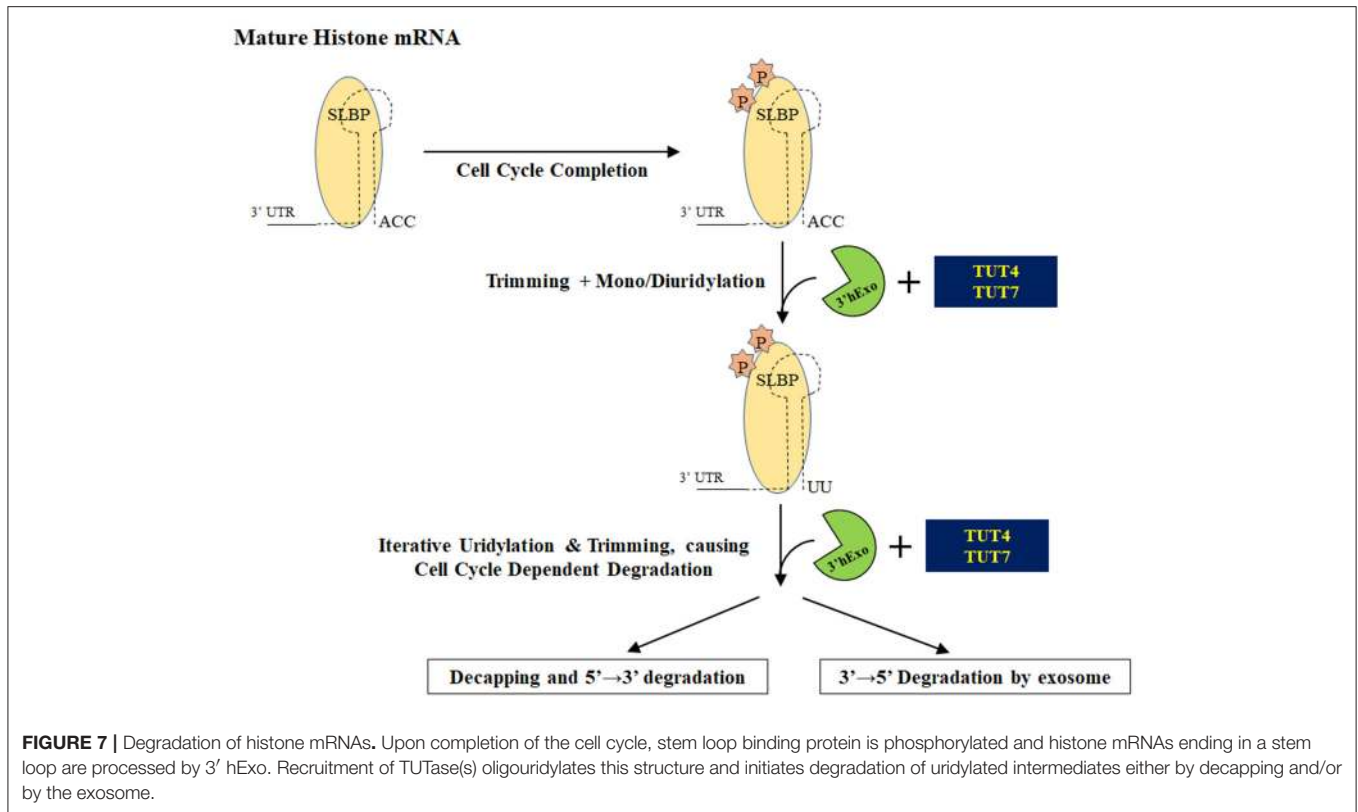 Mature Histone mRNA
SLBP
3' UTR
ACC
Cell Cycle Completion
P
P
SLBP
3' UTR
ACC
Trimming + Mono/Diuridylation
3'hExo
+
TUT4
TUT7
P
P
SLBP
3' UTR
UU
Iterative Uridylation & Trimming, causing
Cell Cycle Dependent Degradation
3'hExo
+
TUT4
TUT7
Decapping and 5'→3' degradation
3'→5' Degradation by exosome
FIGURE 7 | Degradation of histone mRNAs. Upon completion of the cell cycle, stem loop binding protein is phosphorylated and histone mRNAs ending in a stem
loop are processed by 3′ hExo. Recruitment of TUTase(s) oligouridylates this structure and initiates degradation of uridylated intermediates either by decapping and/or
by the exosome.